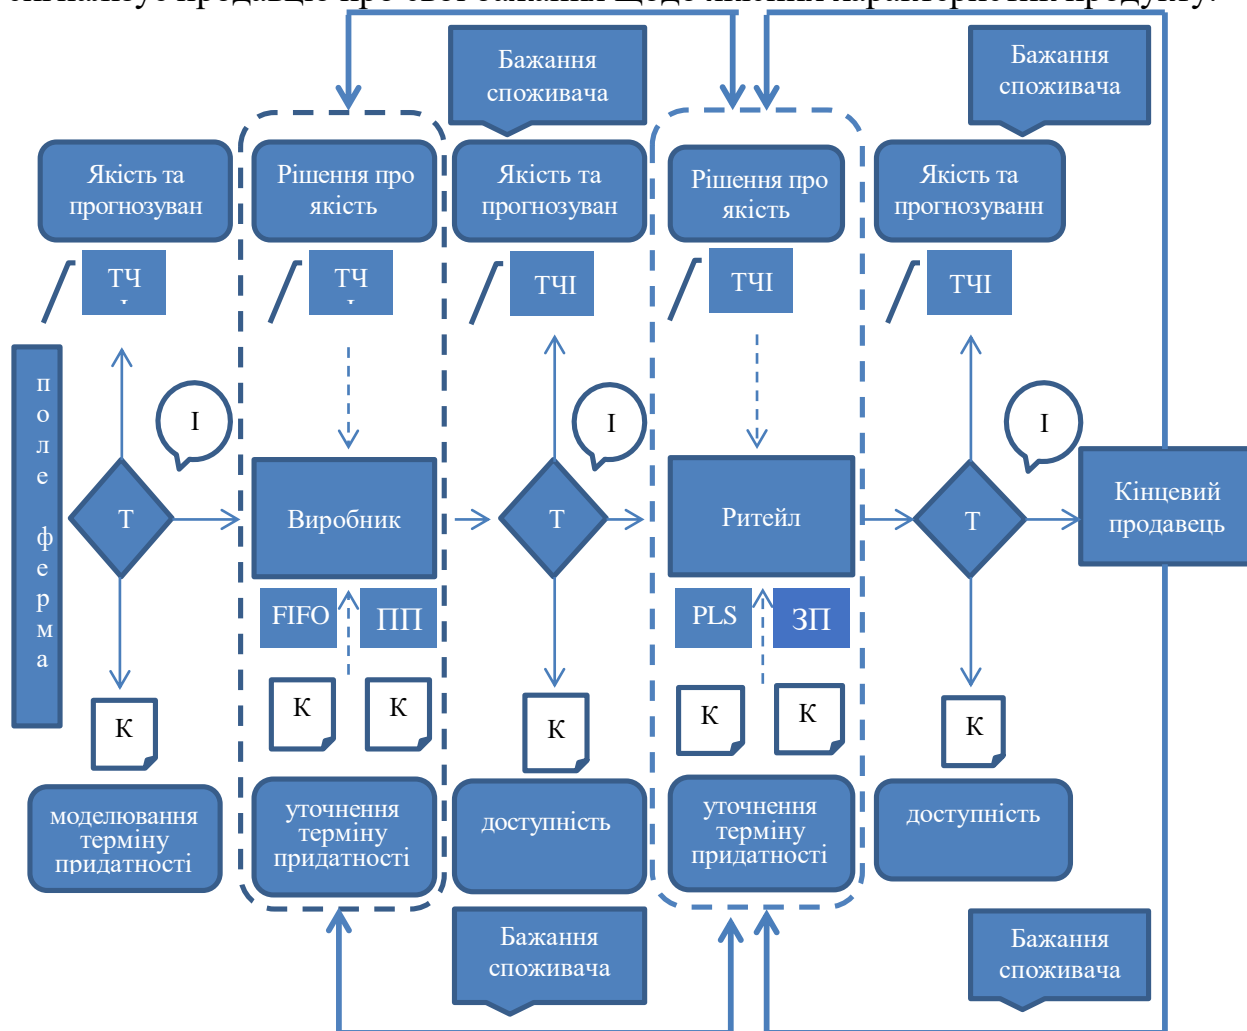 Бажання
споживача
Бажання
споживача
Якість та
прогнозуван
Рішення про
якість
Якість та
прогнозуван
Рішення про
якість
Якість та
прогнозуванн
ТЧ
ТЧ
ТЧІ
ТЧІ
ТЧІ
поле ферма
І
І
І
Т
Виробник
Т
Ритейл
Т
Кінцевий
продавець
FIFO
ПП
PLS
ЗП
К
К
К
К
К
К
К
моделювання
терміну
придатності
уточнення
терміну
придатності
доступність
уточнення
терміну
придатності
доступність
Бажання
споживача
Бажання
споживача